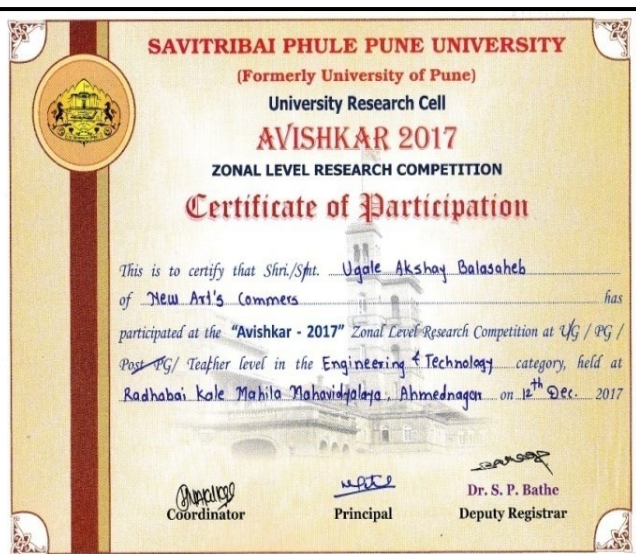 SAVITRIBAI PHULE PUNE UNIVERSITY
(Formerly University of Pune)
University Research Cell
AVISHKAR 2017
ZONAL LEVEL RESEARCH COMPETITION
Certificate of Participation
This is to certify that Shri./Smt. Ugale Akshay Balasaheb
of New Art's Commers has
participated at the "Avishkar - 2017" Zonal Level Research Competition at UG / PG /
Post PG/ Teacher level in the Engineering & Technology category, held at
Radhabai Kale Mahila Mahavidyalaya, Ahmednagar on 12th Dec. 2017
Dr. S. P. Bathe
Coordinator Principal Deputy Registrar